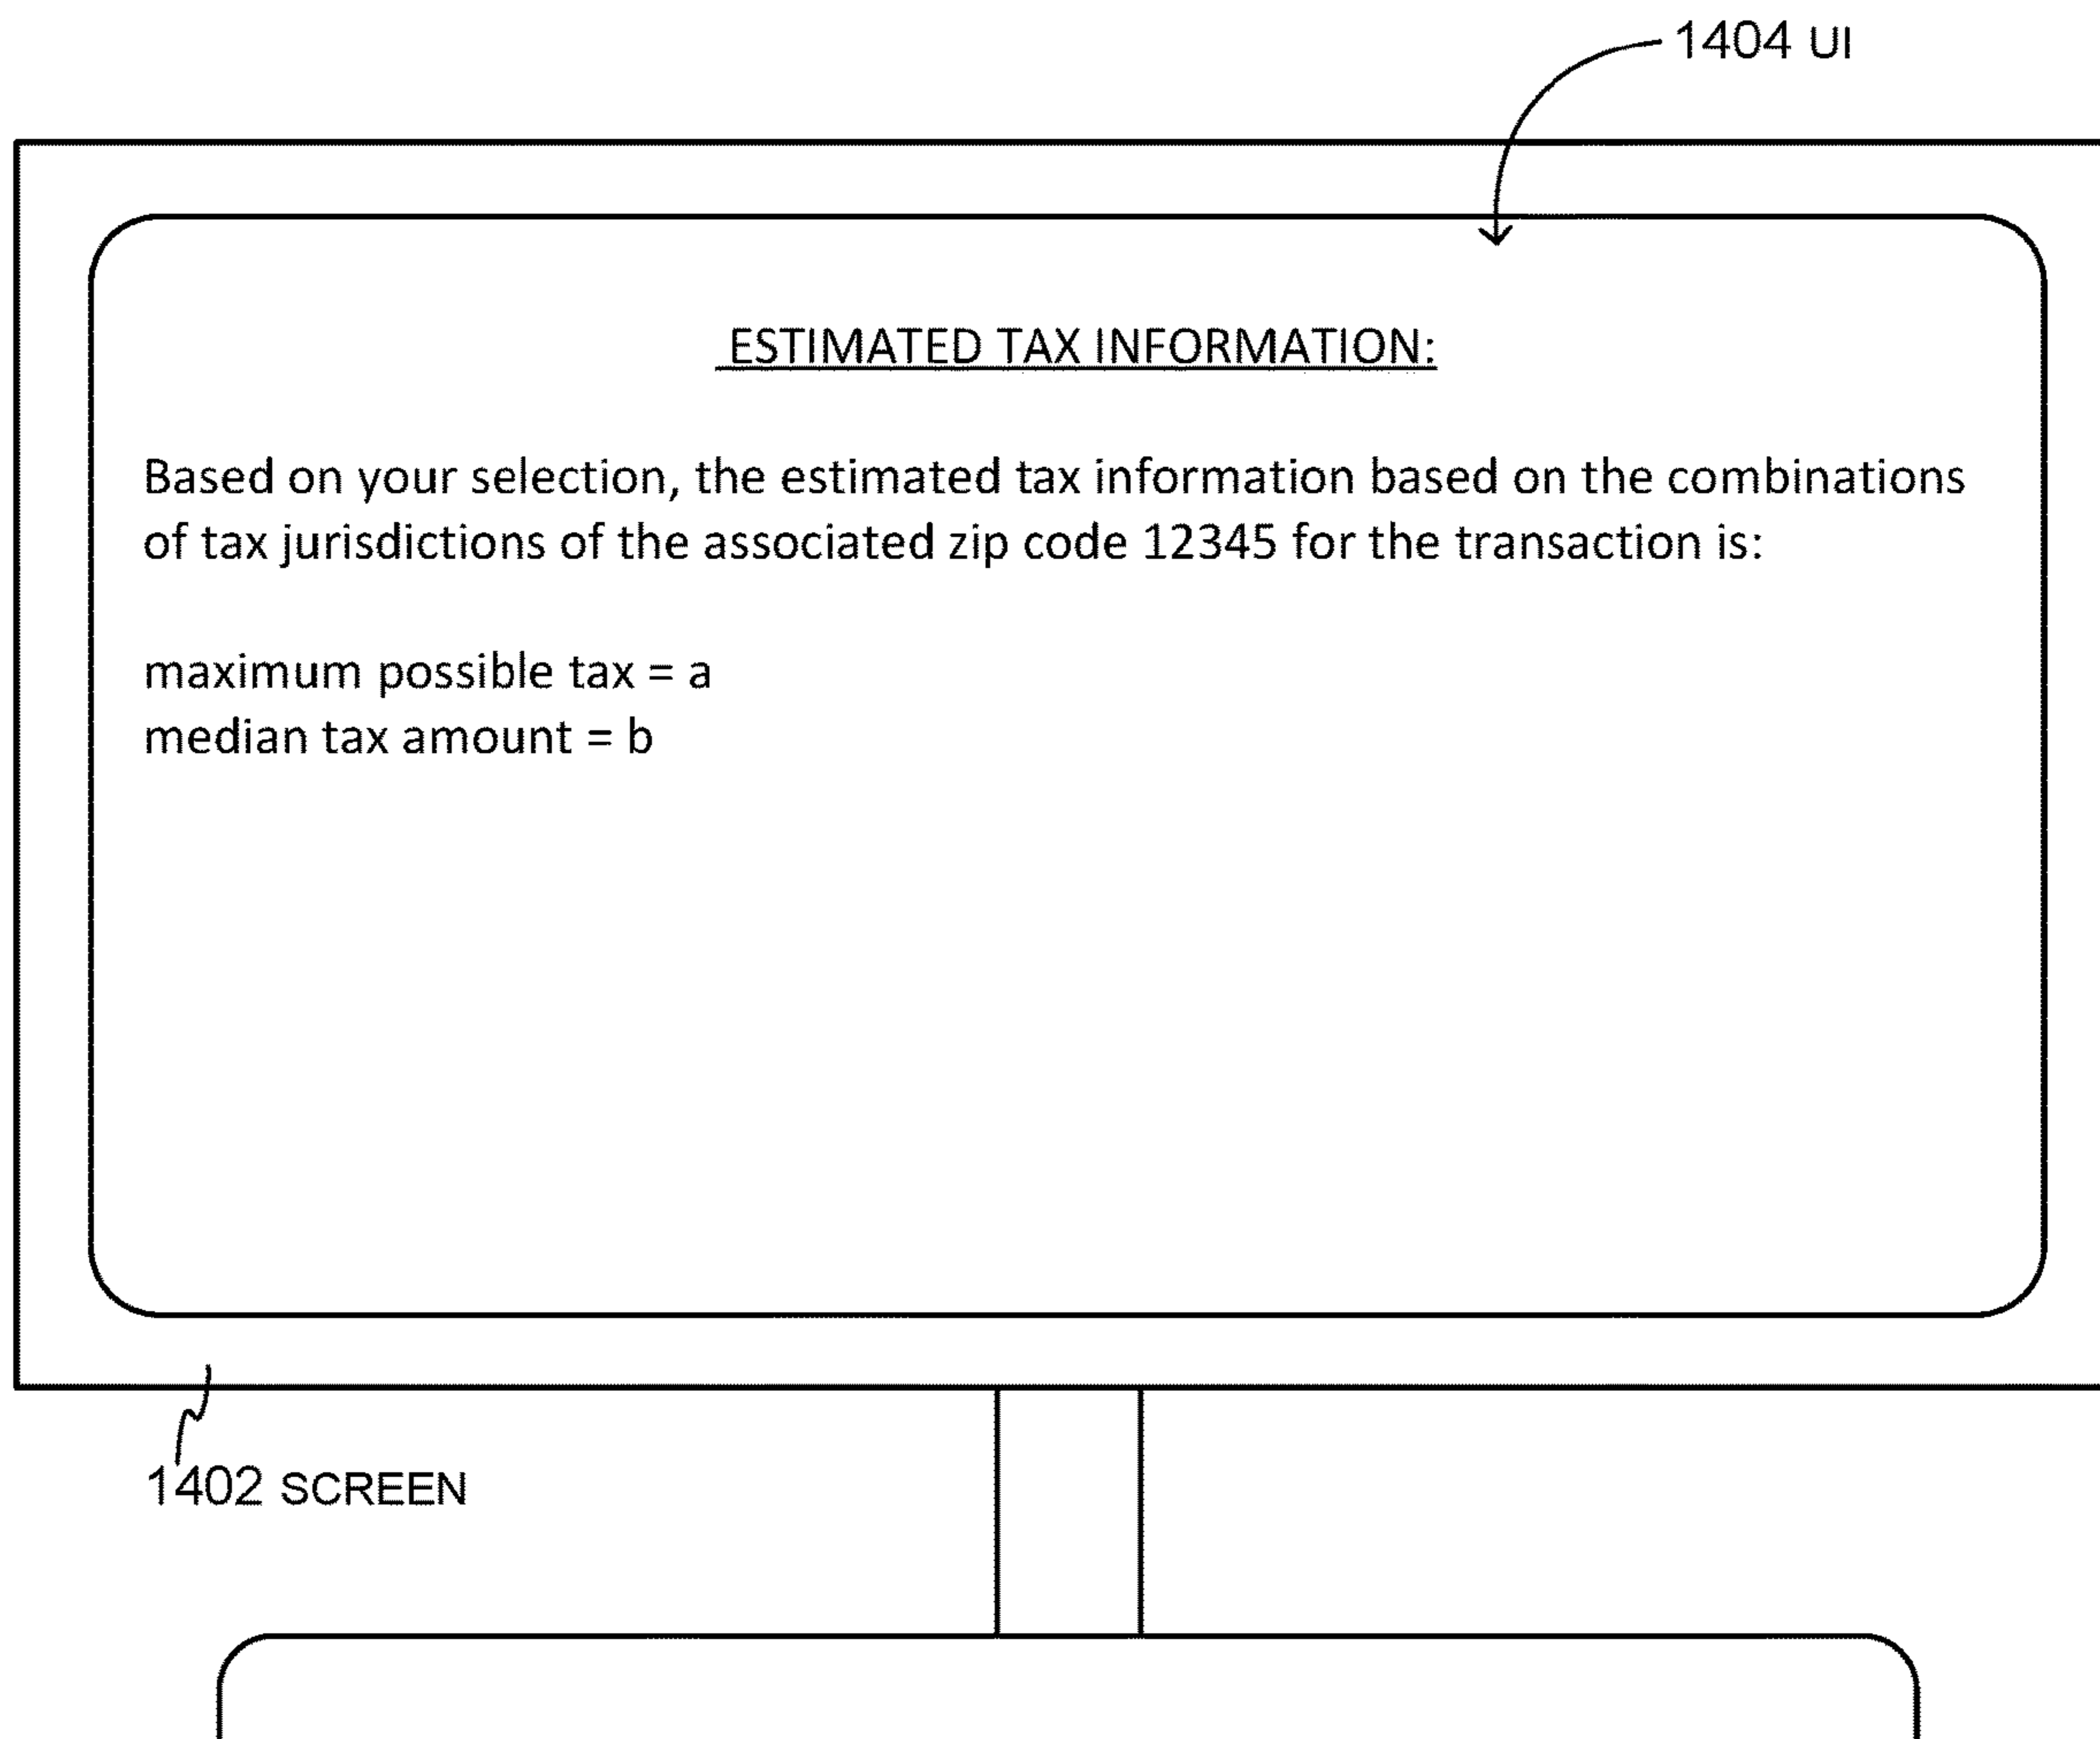 1404 UI
ESTIMATED TAX INFORMATION:
Based on your selection, the estimated tax information based on the combinations
of tax jurisdictions of the associated zip code 12345 for the transaction is:
maximum possible tax = a
median tax amount = b
1402 SCREEN